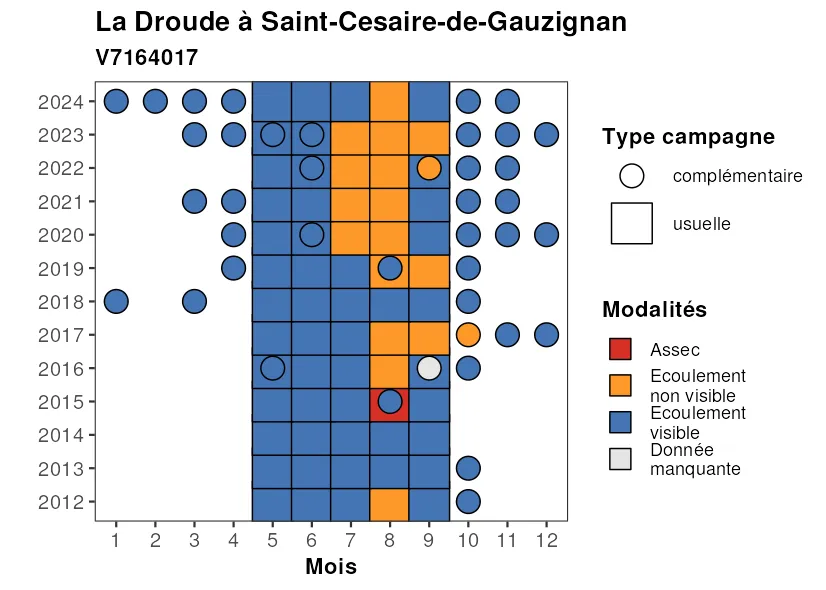 La Droude à Saint-Cesaire-de-Gauzignan
V7164017
2024
2023
2022
2021
2020
2019
2018
2017
2016
2015
2014
2013
2012
1 2 3 4 5 6 7 8 9 10 11 12
Mois
Type campagne
complémentaire
usuelle
Modalités
Assec
Ecoulement
non visible
Ecoulement
visible
Donnée
manquante